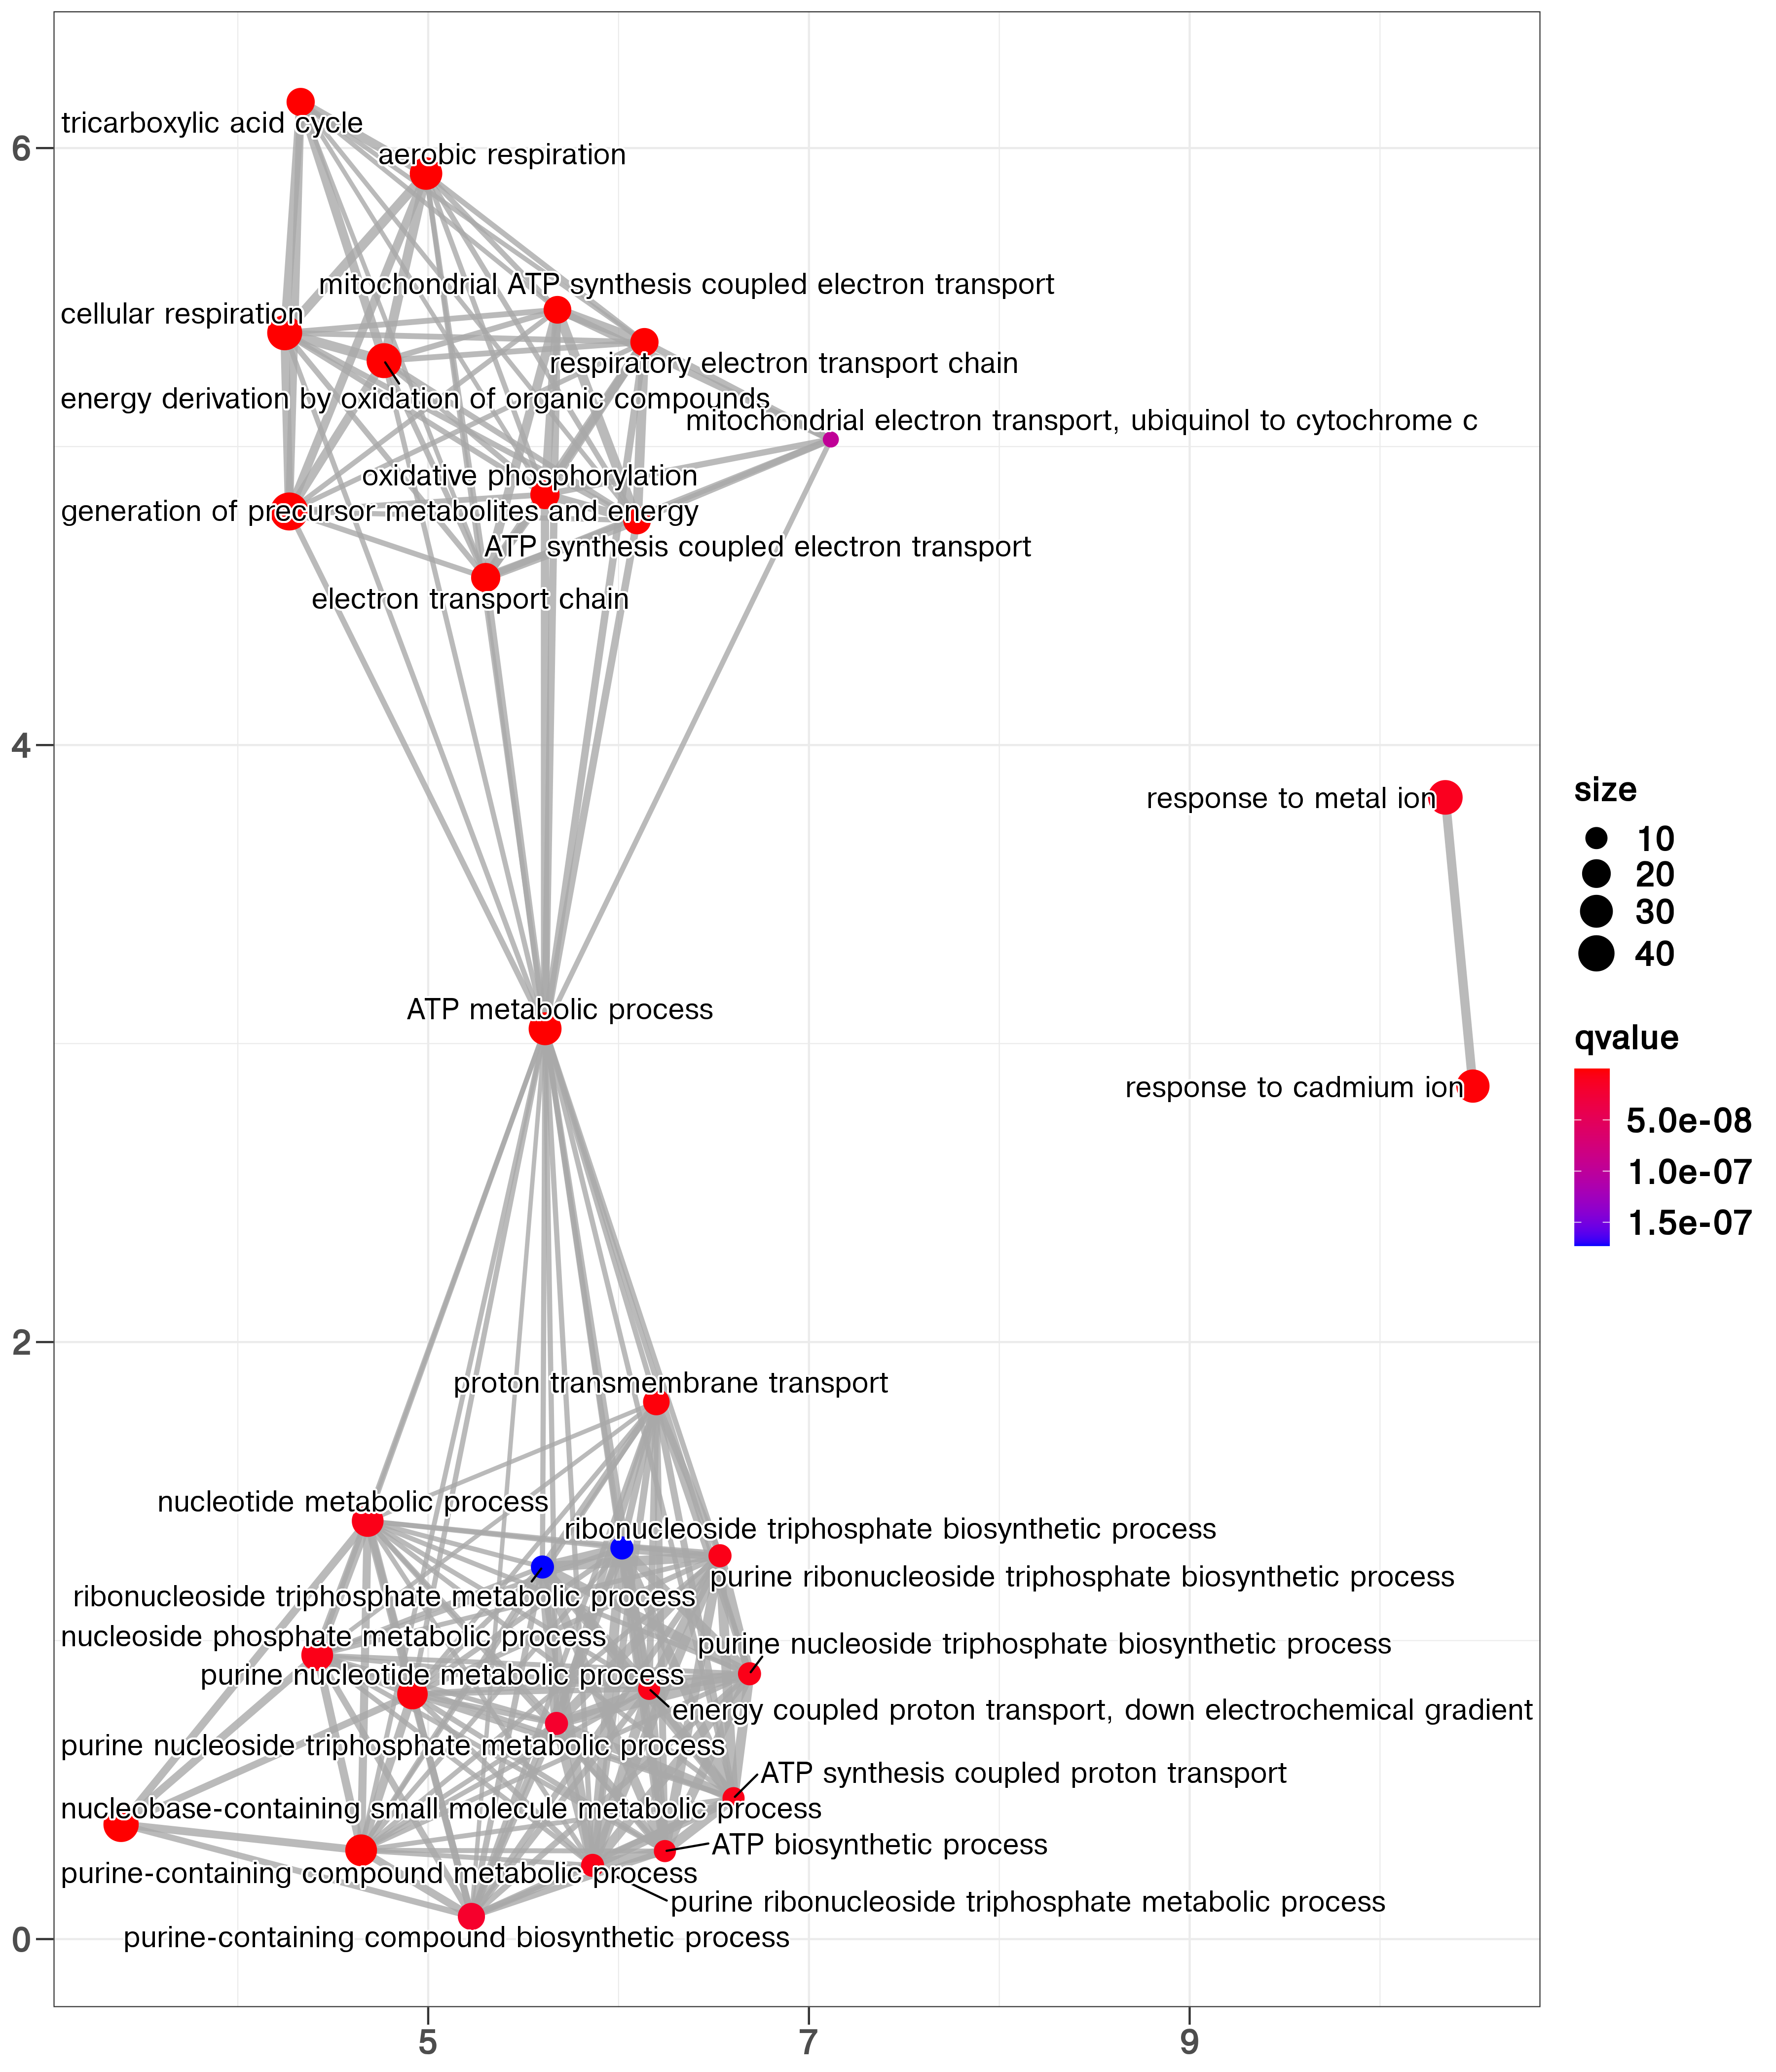 tricarboxylic acid cycle
6
aerobic respiration
mitochondrial ATP synthesis coupled electron transport
cellular respiration
respiratory electron transport chain
energy derivation by oxidation of organic compounds
mitochondrial electron transport, ubiquinol to cytochrome c
oxidative phosphorylation
generation of precursor metabolites and energy
ATP synthesis coupled electron transport
electron transport chain
4
response to metal ion
ATP metabolic process
response to cadmium ion
2
proton transmembrane transport
nucleotide metabolic process
ribonucleoside triphosphate biosynthetic process
purine ribonucleoside triphosphate biosynthetic process
ribonucleoside triphosphate metabolic process
nucleoside phosphate metabolic process
purine nucleoside triphosphate biosynthetic process
purine nucleotide metabolic process
energy coupled proton transport, down electrochemical gradient
purine nucleoside triphosphate metabolic process
ATP synthesis coupled proton transport
nucleobase-containing small molecule metabolic process
ATP biosynthetic process
purine-containing compound metabolic process
purine ribonucleoside triphosphate metabolic process
purine-containing compound biosynthetic process
0
5
7
9
size
10
20
30
40
qvalue
5.0e-08
1.0e-07
1.5e-07